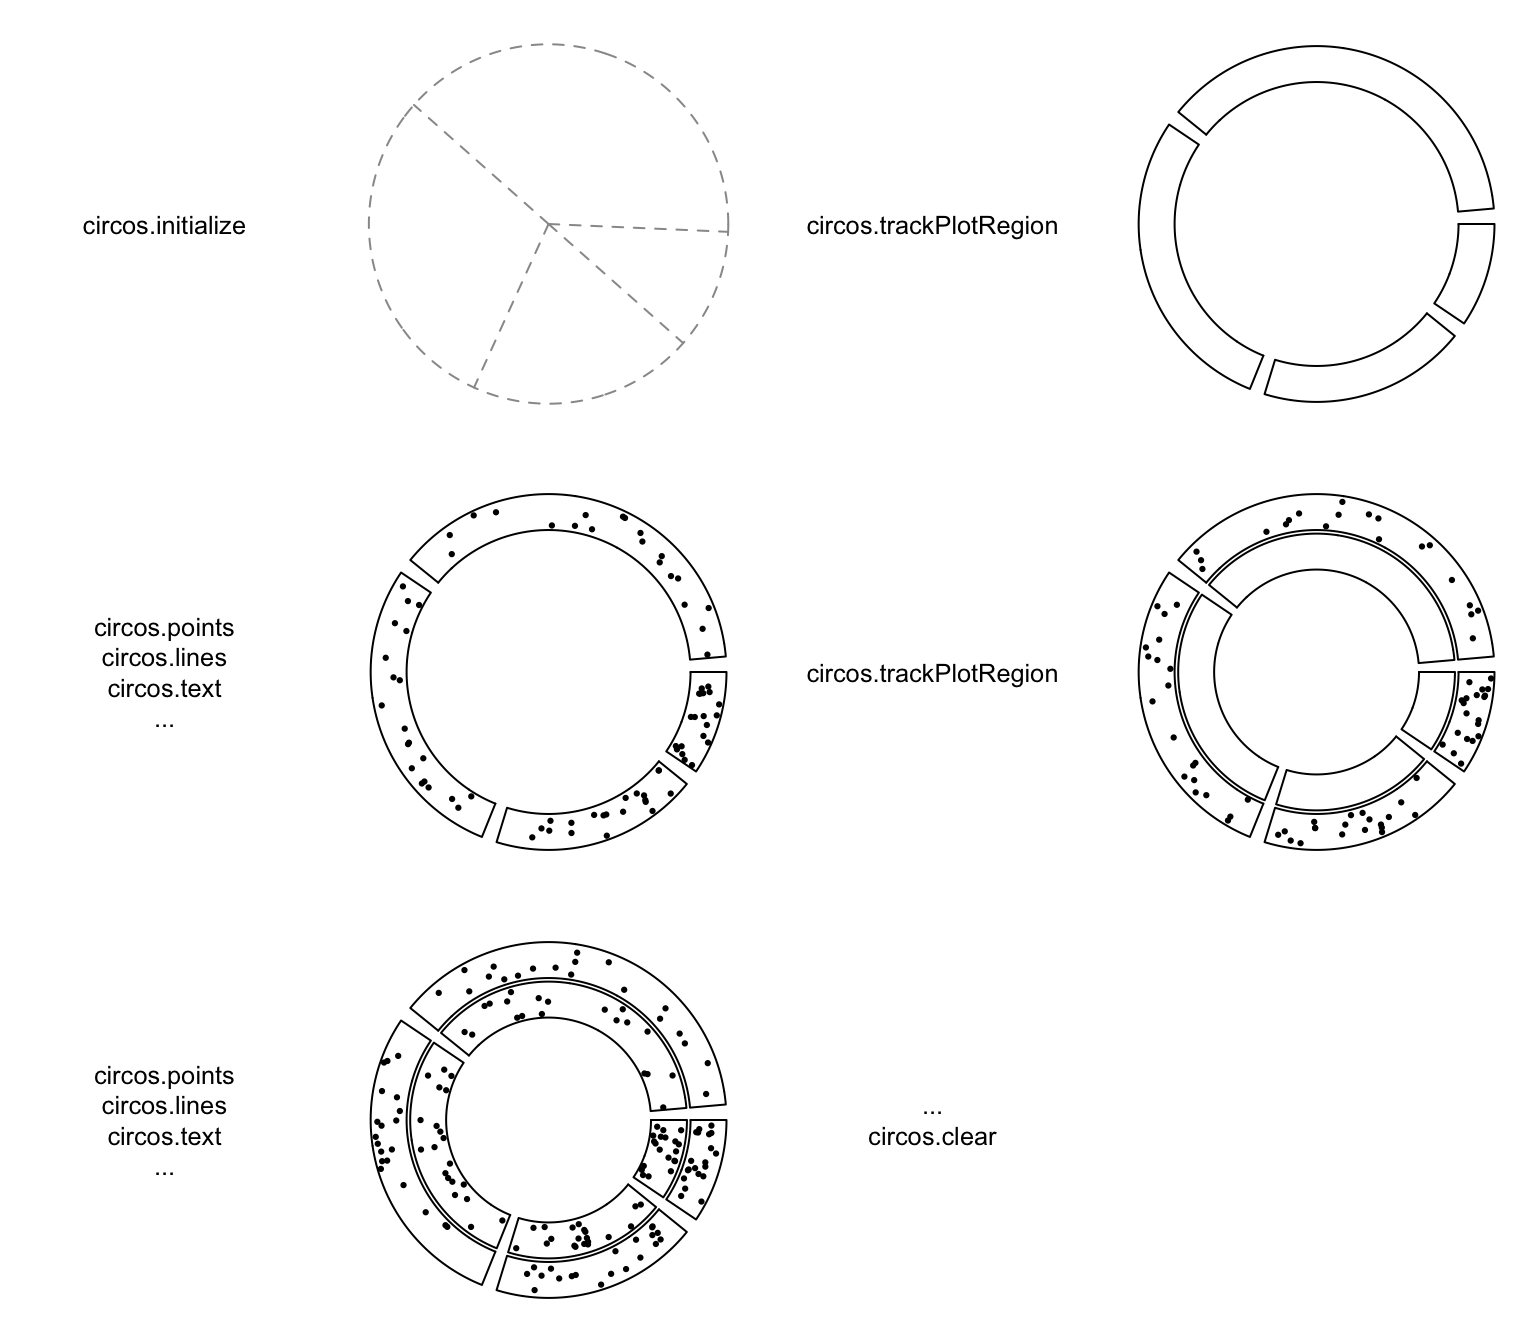 circos.initialize
circos.trackPlotRegion
circos.points
circos.lines
circos.text
...
circos.trackPlotRegion
circos.points
circos.lines
circos.text
...
...
circos.clear